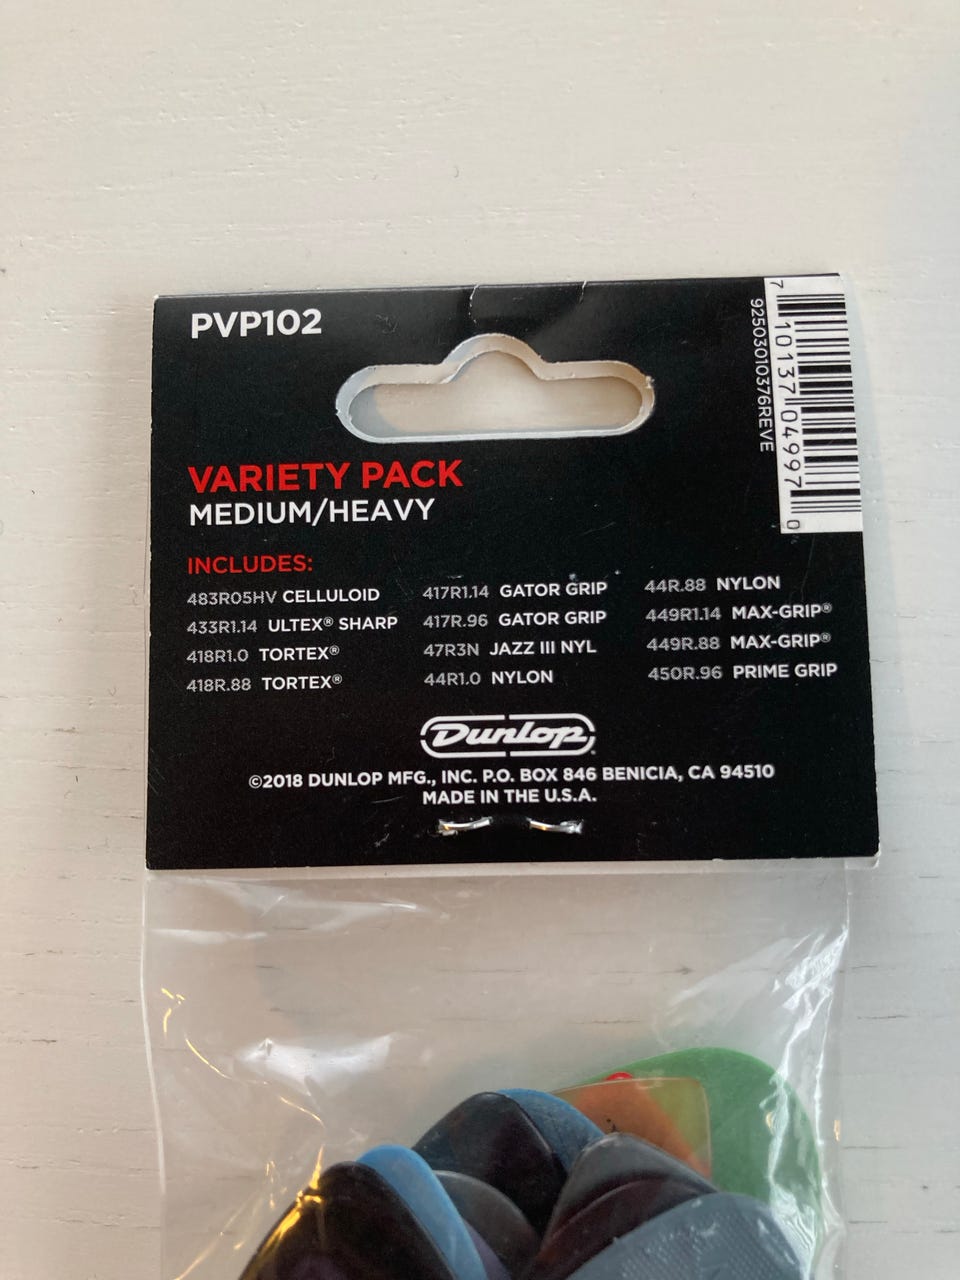 PVP102
92503010376REVE
7 10137 04997 0
VARIETY PACK
MEDIUM/HEAVY
INCLUDES:
483R05HV CELLULOID
433R1.14 ULTEX® SHARP
418R1.0 TORTEX®
418R.88 TORTEX®
417R1.14 GATOR GRIP
417R.96 GATOR GRIP
47R3N JAZZ III NYL
44R1.0 NYLON
44R.88 NYLON
449R1.14 MAX-GRIP®
449R.88 MAX-GRIP®
450R.96 PRIME GRIP
Dunlop
©2018 DUNLOP MFG., INC. P.O. BOX 846 BENICIA, CA 94510
MADE IN THE U.S.A.